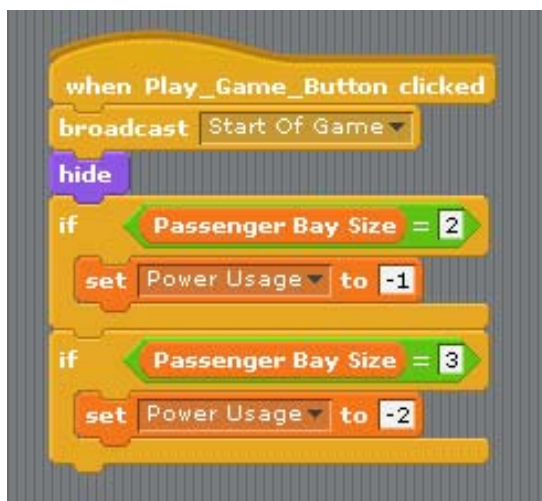 when Play_Game_Button clicked
broadcast Start Of Game
hide
if Passenger Bay Size = 2
set Power Usage to -1
if Passenger Bay Size = 3
set Power Usage to -2